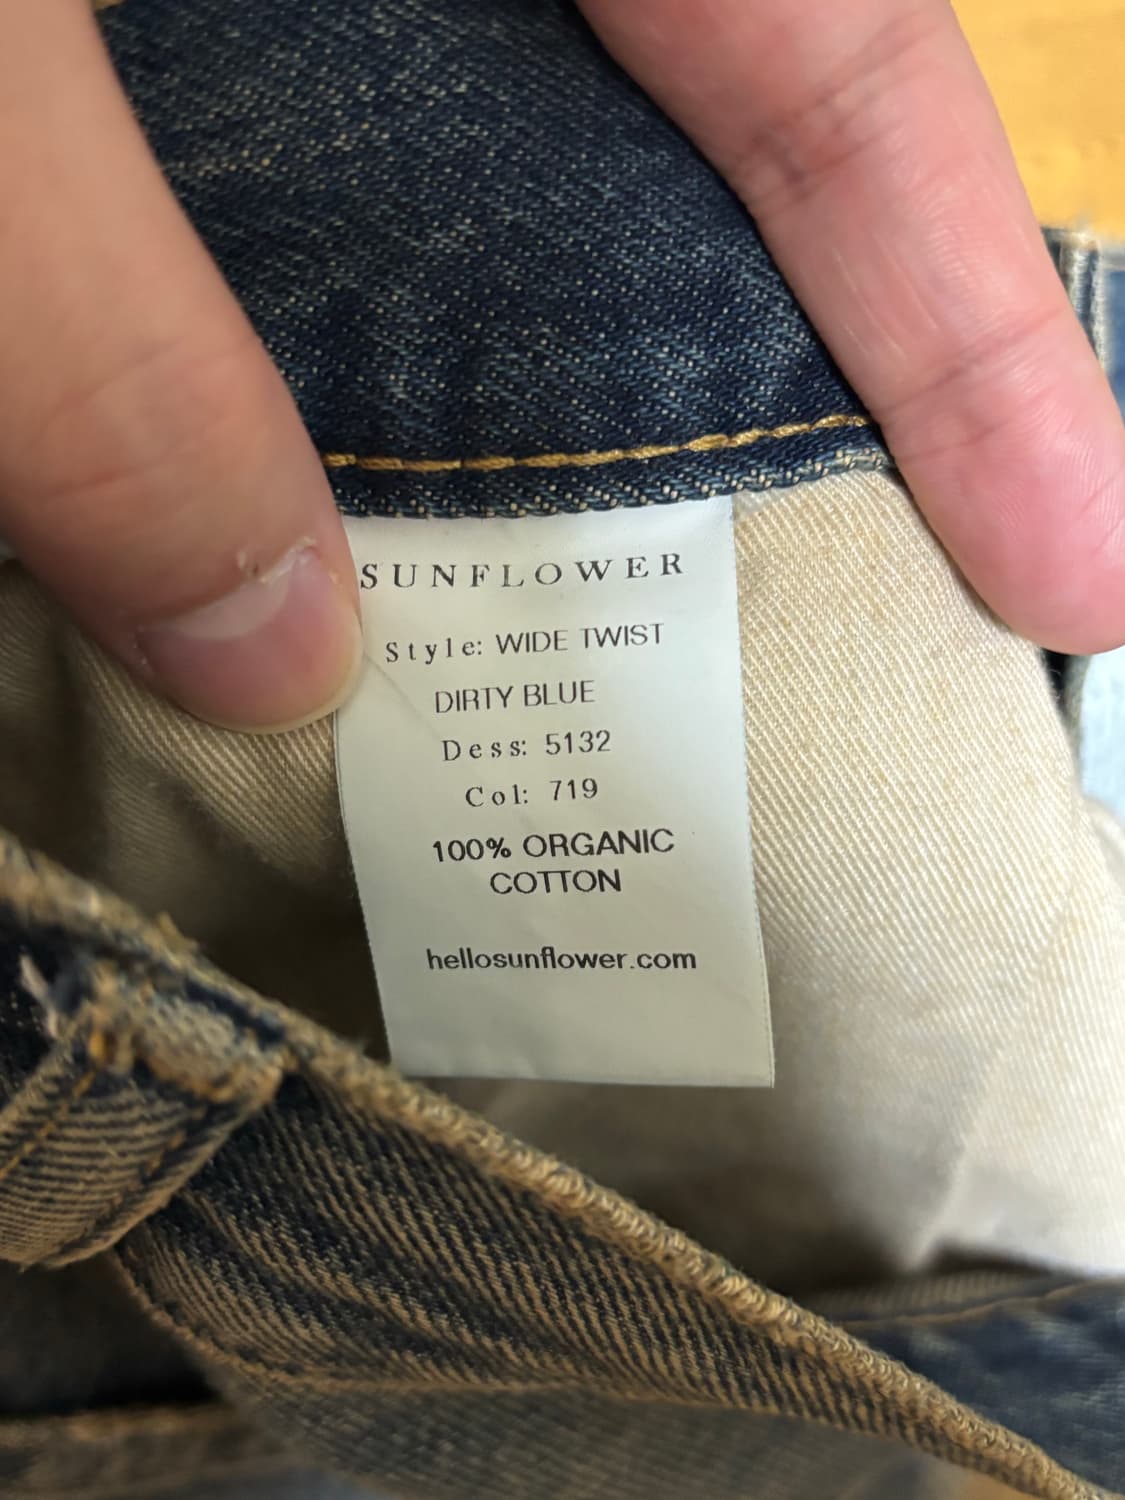 SUNFLOWER
Style: WIDE TWIST
DIRTY BLUE
Dess: 5132
Col: 719
100% ORGANIC
COTTON
hellosunflower.com